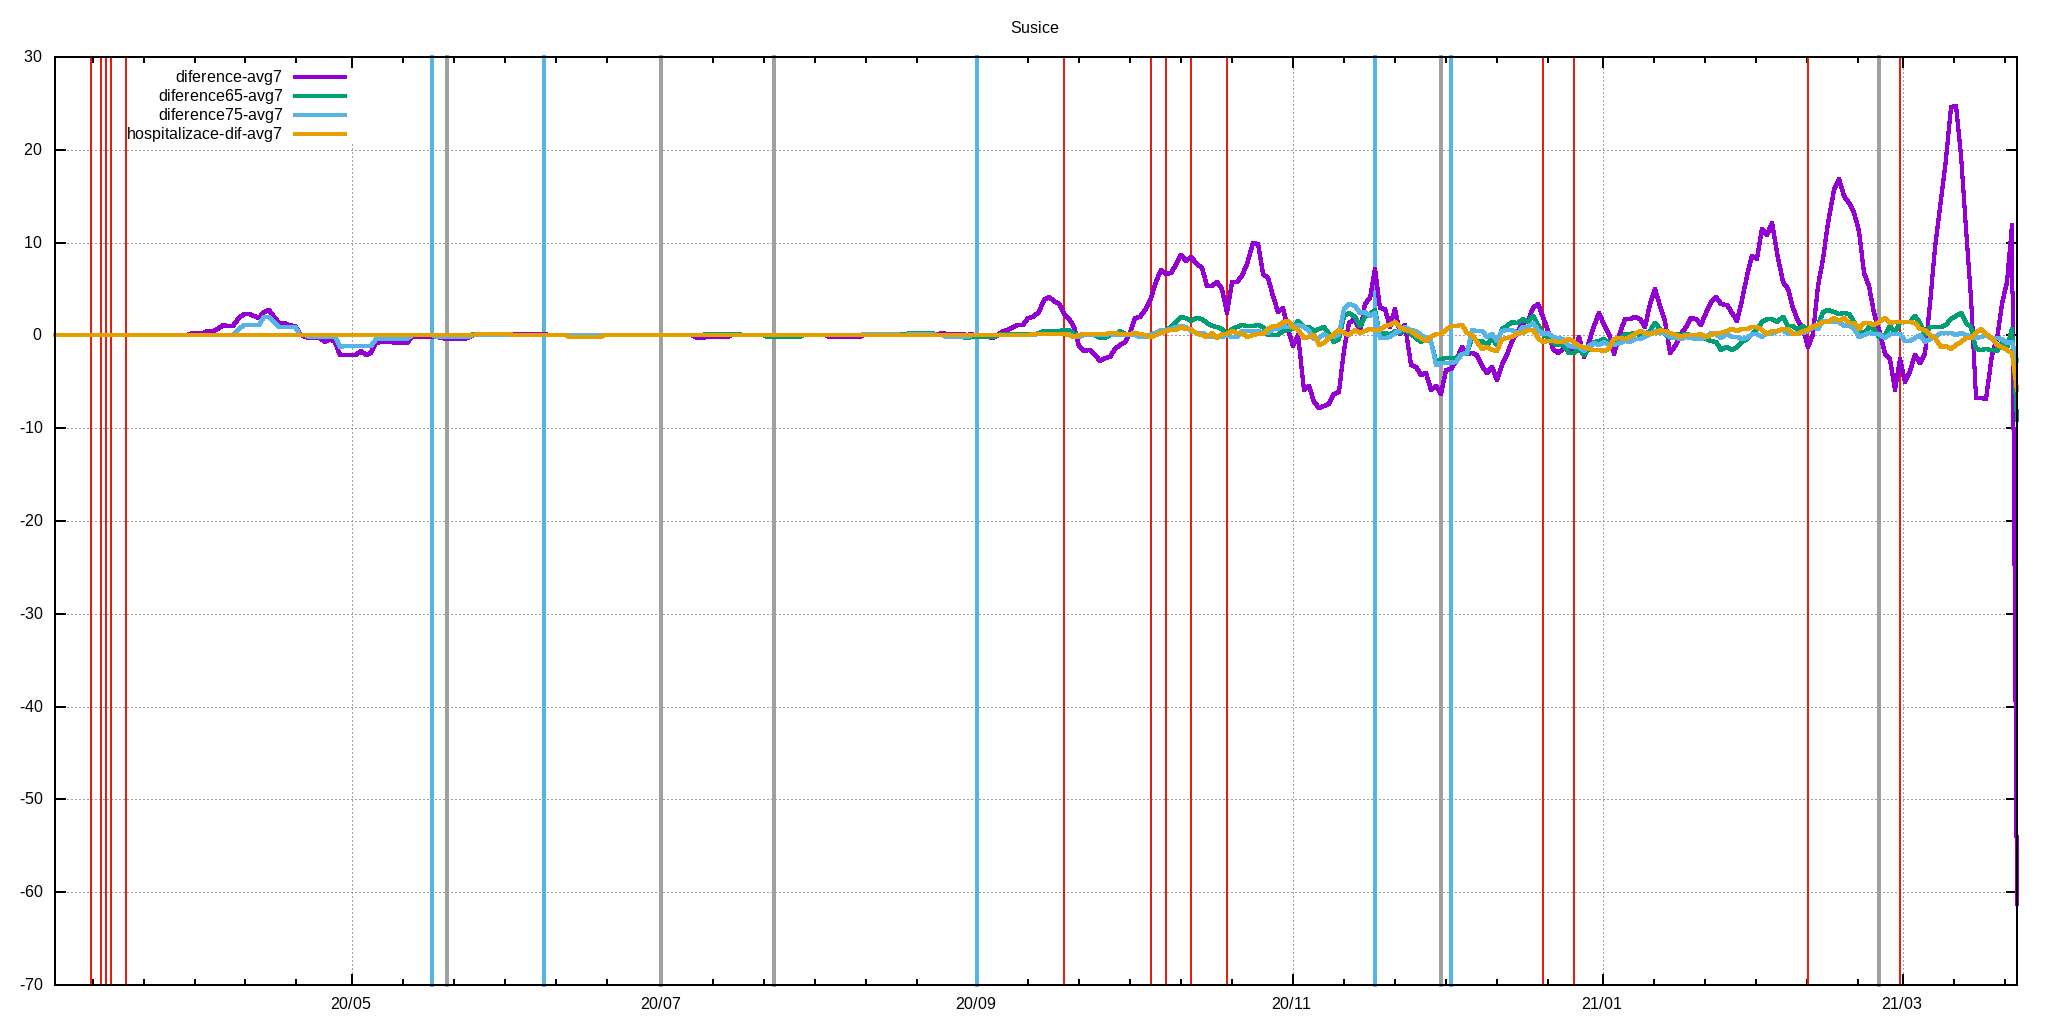 Susice
30
diference-avg7
diference65-avg7
diference75-avg7
hospitalizace-dif-avg7
20
10
0
-10
-20
-30
-40
-50
-60
-70
20/05 20/07 20/09 20/11 21/01 21/03